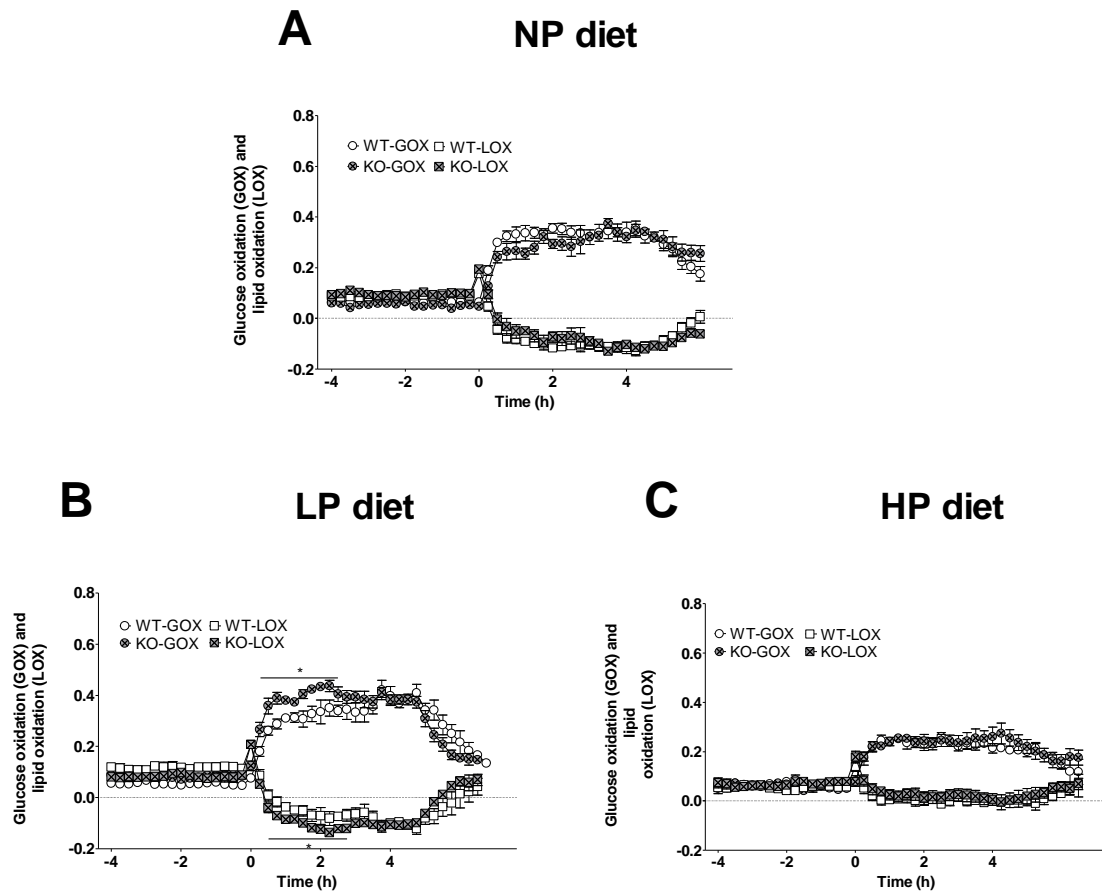 A
NP diet
Glucose oxidation (GOX) and
lipid oxidation (LOX)
0.8
0.6
0.4
0.2
0.0
-0.2
WT-GOX WT-LOX
KO-GOX KO-LOX
-4 -2 0 2 4
Time (h)
B
LP diet
Glucose oxidation (GOX) and
lipid oxidation (LOX)
0.8
0.6
0.4
0.2
0.0
-0.2
WT-GOX WT-LOX
KO-GOX KO-LOX
*
*
-4 -2 0 2 4
Time (h)
C
HP diet
Glucose oxidation (GOX) and
lipid
oxidation (LOX)
0.8
0.6
0.4
0.2
0.0
-0.2
WT-GOX WT-LOX
KO-GOX KO-LOX
-4 -2 0 2 4
Time (h)